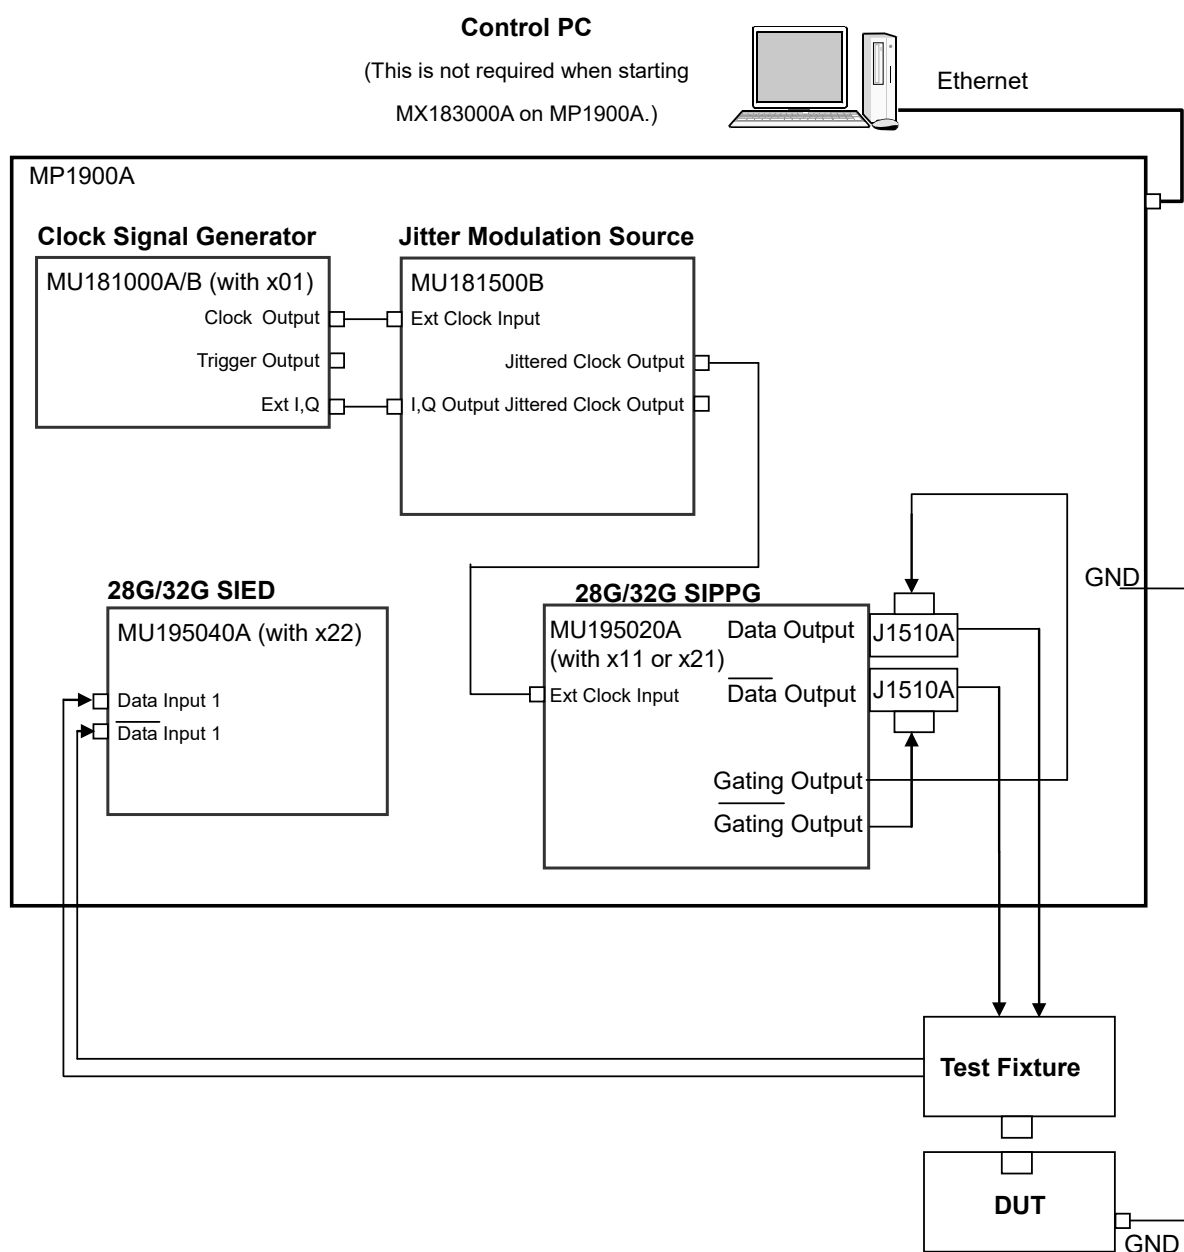 Control PC
(This is not required when starting
MX183000A on MP1900A.)
Ethernet
MP1900A
Clock Signal Generator
Jitter Modulation Source
MU181000A/B (with x01)
MU181500B
Clock Output
Ext Clock Input
Trigger Output
Jittered Clock Output
Ext I,Q
I,Q Output Jittered Clock Output
GND
28G/32G SIED
28G/32G SIPPG
MU195040A (with x22)
MU195020A
(with x11 or x21)
Data Output
J1510A
Data Input 1
Data Input 1
Ext Clock Input
Data Output
J1510A
Gating Output
Gating Output
Test Fixture
DUT
GND